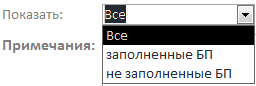 Показать: Все
Все
заполненные БП
Примечания:
не заполненные БП